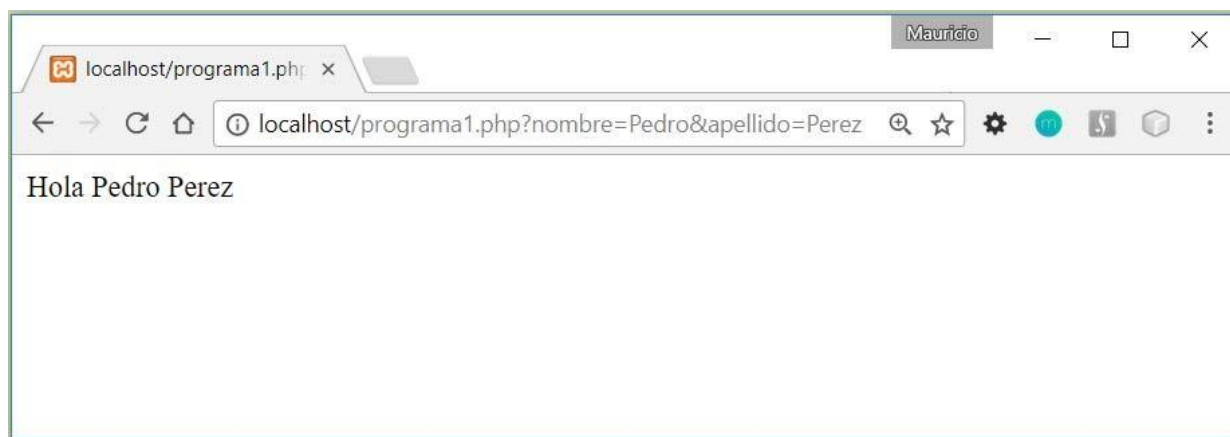 Mauricio
localhost/programa1.php
localhost/programa1.php?nombre=Pedro&apellido=Perez
Hola Pedro Perez